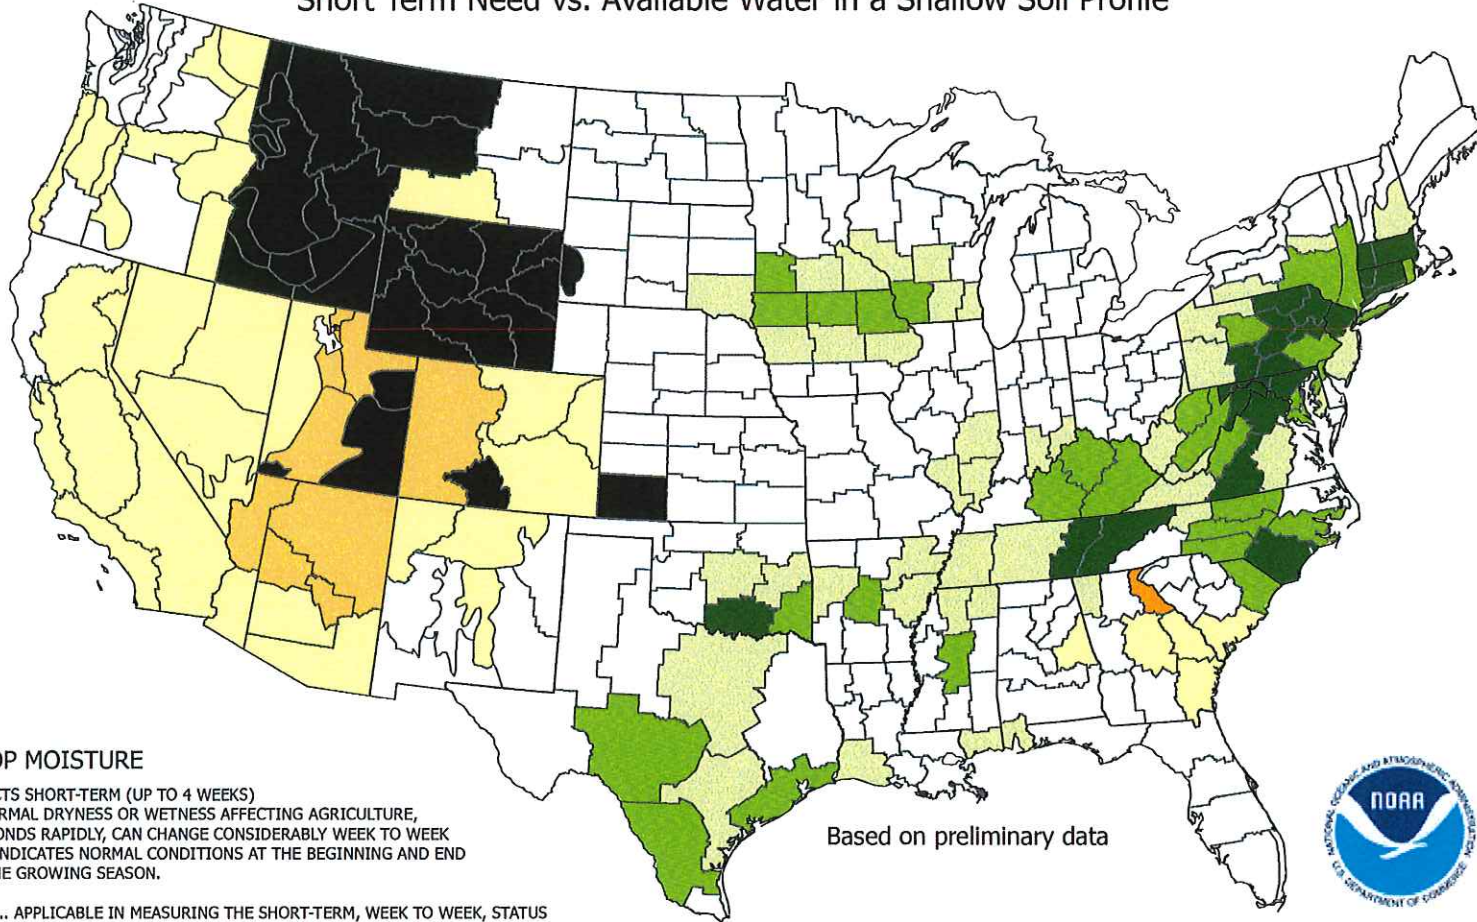 Short Term Need vs. Available Water in a Shallow Soil Profile
OP MOISTURE
CTS SHORT-TERM (UP TO 4 WEEKS)
RMAL DRYNESS OR WETNESS AFFECTING AGRICULTURE,
ONDS RAPIDLY, CAN CHANGE CONSIDERABLY WEEK TO WEEK
NDICATES NORMAL CONDITIONS AT THE BEGINNING AND END
HE GROWING SEASON.
... APPLICABLE IN MEASURING THE SHORT-TERM, WEEK TO WEEK, STATUS
Based on preliminary data
NATIONAL OCEANIC AND ATMOSPHERIC ADMINISTRATION
NOAA
U.S. DEPARTMENT OF COMMERCE